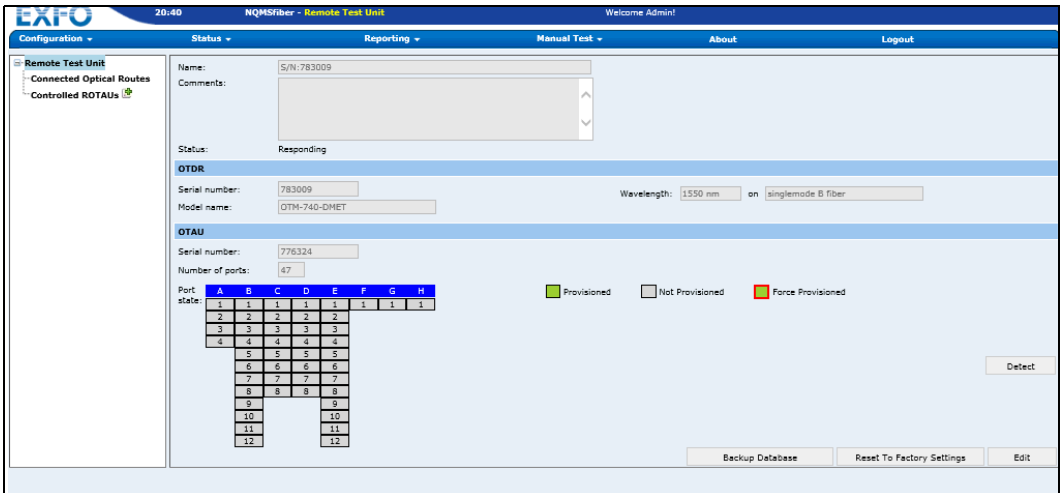 EXFO
20:40 NQMSfiber - Remote Test Unit Welcome Admin!
Configuration Status Reporting Manual Test About Logout
Remote Test Unit
Connected Optical Routes
Controlled ROTAUs
Name: S/N:783009
Comments:
Status: Responding
OTDR
Serial number: 783009 Wavelength: 1550 nm on singlemode B fiber
Model name: OTM-740-DMET
OTAU
Serial number: 776324
Number of ports: 47
Port state:
A B C D E F G H
1 1 1 1 1 1 1 1
2 2 2 2 2
3 3 3 3 3
4 4 4 4 4
5 5 5 5
6 6 6 6
7 7 7 7
8 8 8 8
9 9
10 10
11 11
12 12
Provisioned Not Provisioned Force Provisioned
Detect
Backup Database Reset To Factory Settings Edit